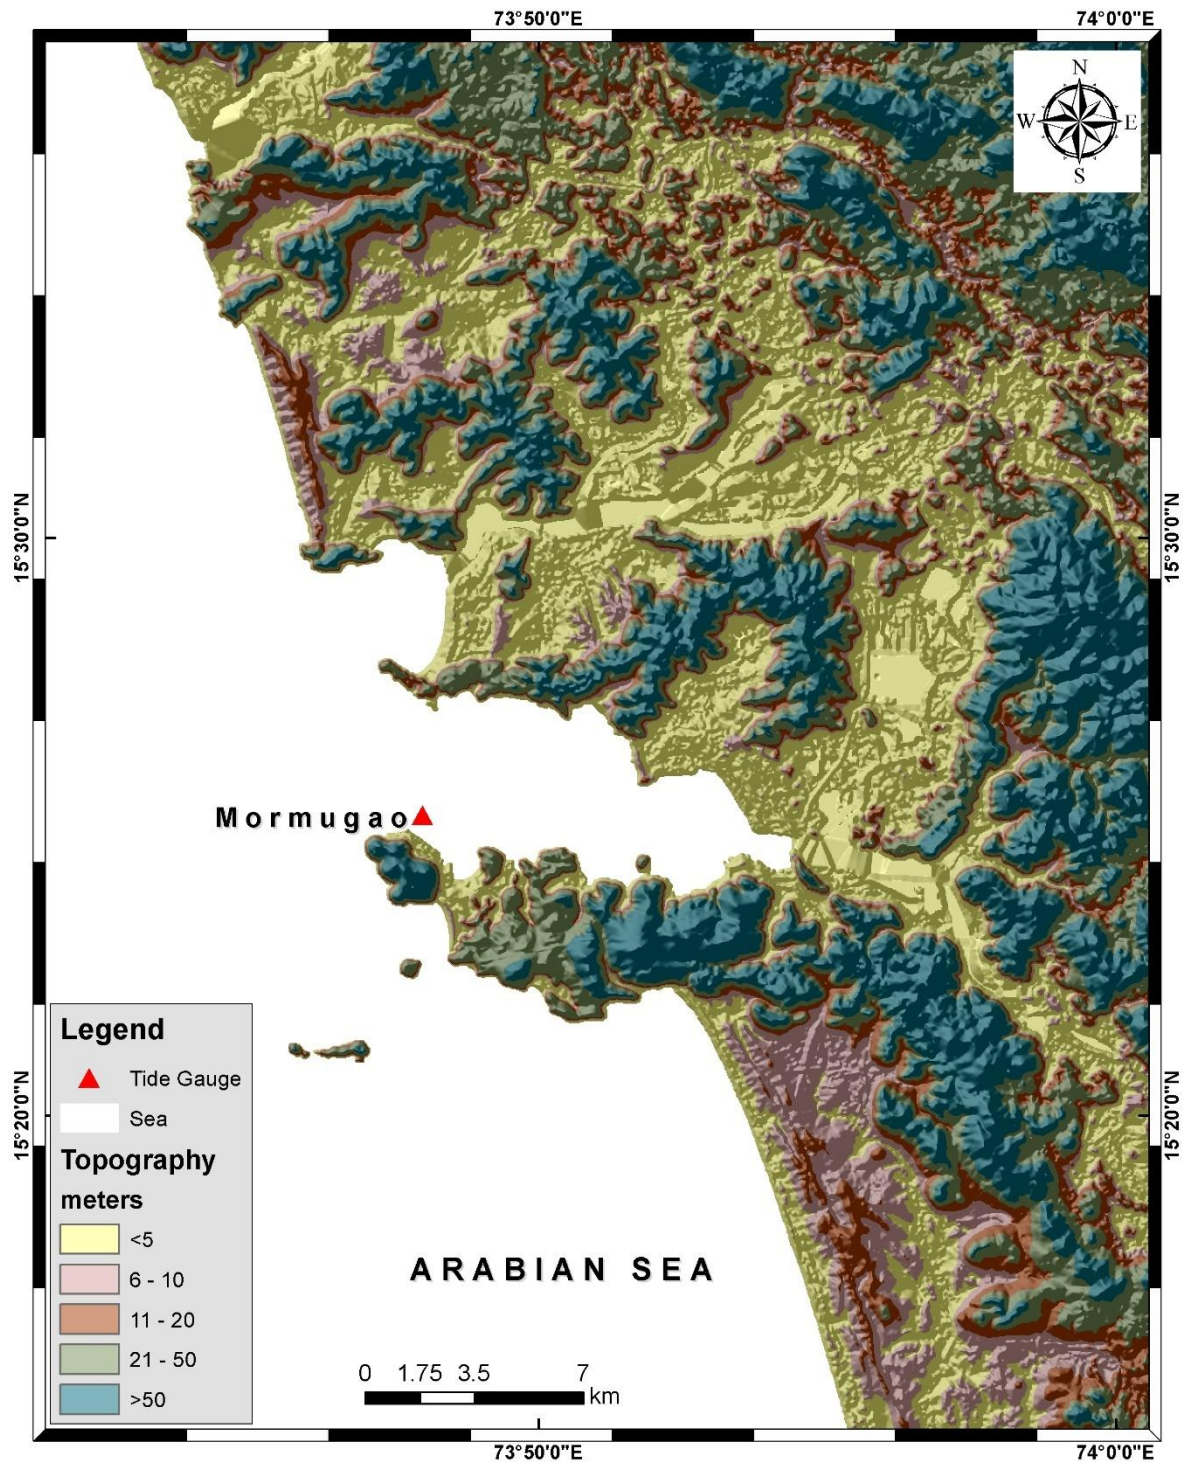 73°50'0"E
74°0'0"E
N
W
E
S
15°30'0"N
15°30'0"N
Mormugao
Legend
Tide Gauge
Sea
Topography
meters
<5
6 - 10
11 - 20
21 - 50
>50
15°20'0"N
15°20'0"N
ARABIAN SEA
0 1.75 3.5 7
km
73°50'0"E
74°0'0"E